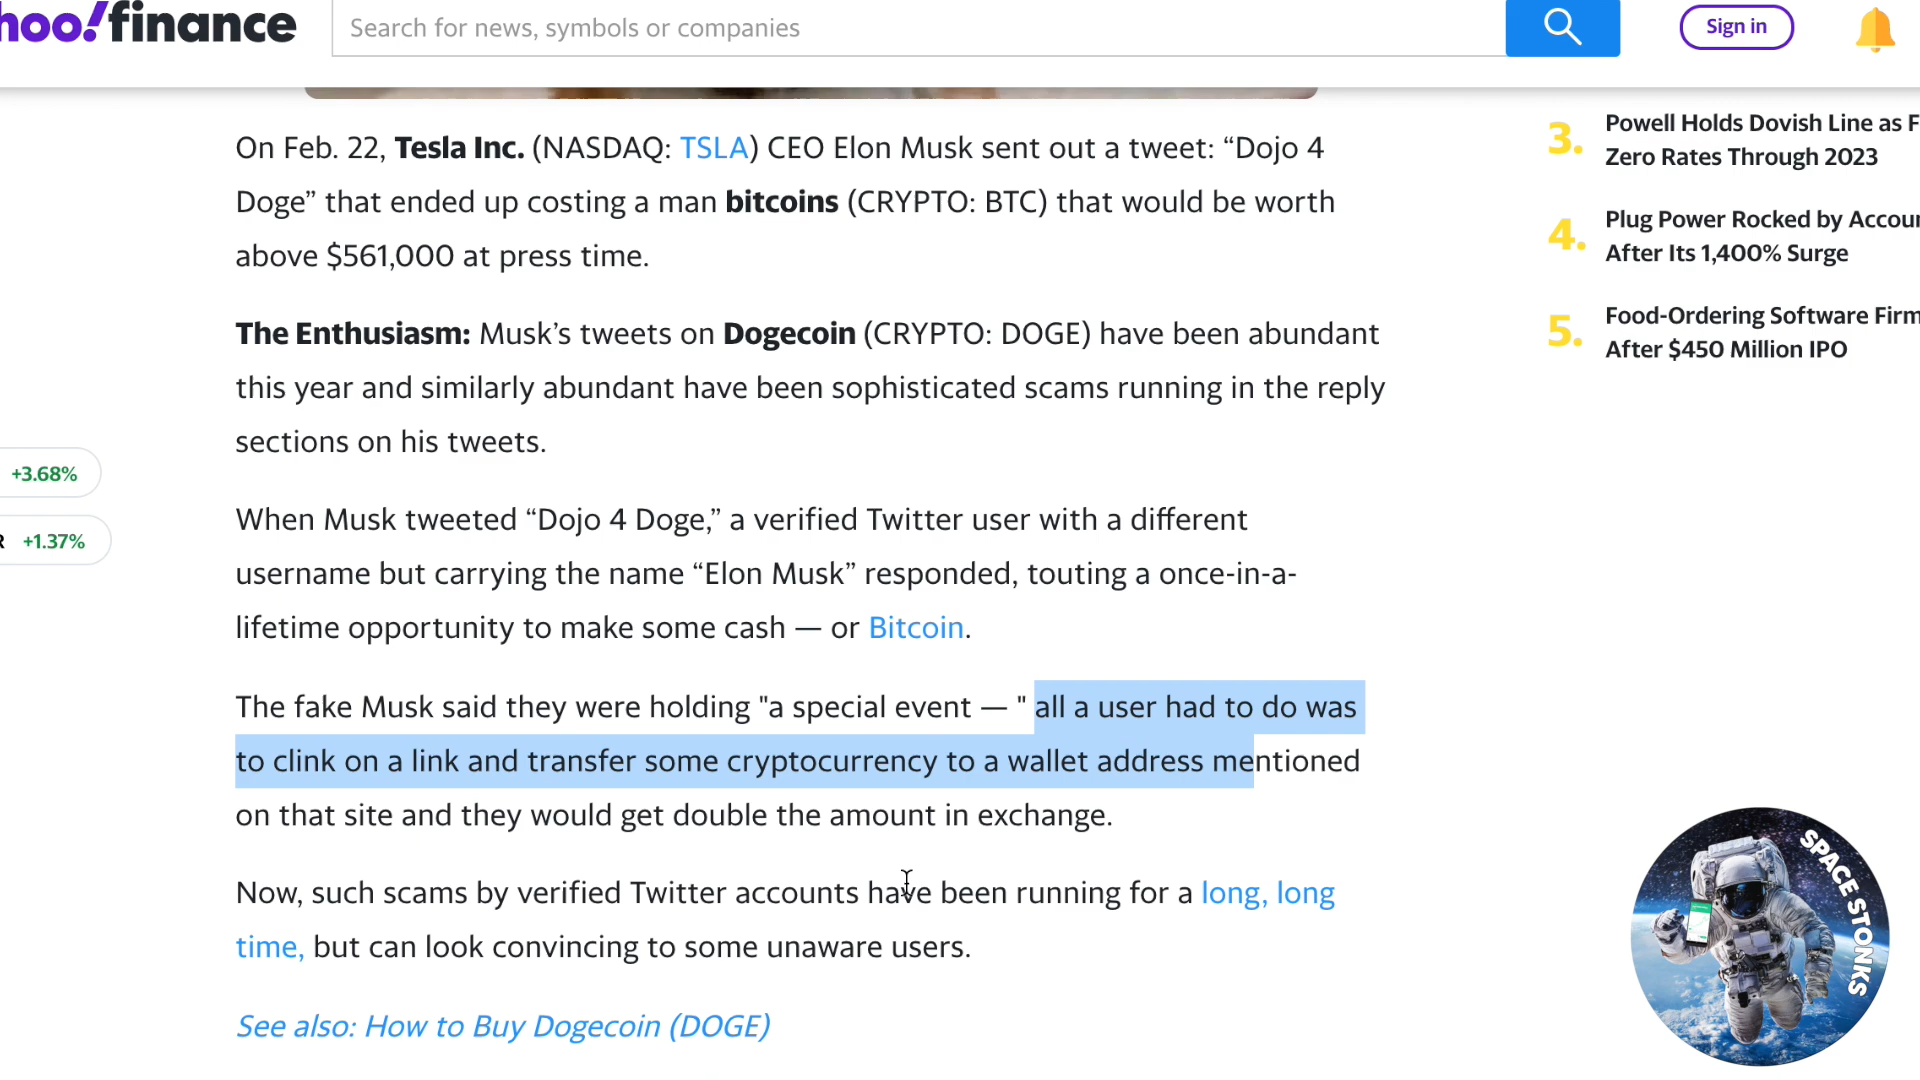 hoo!finance
Search for news, symbols or companies
Sign in
On Feb. 22, Tesla Inc. (NASDAQ: TSLA) CEO Elon Musk sent out a tweet: “Dojo 4
Doge” that ended up costing a man bitcoins (CRYPTO: BTC) that would be worth
above $561,000 at press time.
The Enthusiasm: Musk’s tweets on Dogecoin (CRYPTO: DOGE) have been abundant
this year and similarly abundant have been sophisticated scams running in the reply
sections on his tweets.
When Musk tweeted “Dojo 4 Doge,” a verified Twitter user with a different
username but carrying the name “Elon Musk” responded, touting a once-in-a-
lifetime opportunity to make some cash — or Bitcoin.
The fake Musk said they were holding "a special event — " all a user had to do was
to clink on a link and transfer some cryptocurrency to a wallet address mentioned
on that site and they would get double the amount in exchange.
Now, such scams by verified Twitter accounts have been running for a long, long
time, but can look convincing to some unaware users.
See also: How to Buy Dogecoin (DOGE)
+3.68%
R +1.37%
3. Powell Holds Dovish Line as F
Zero Rates Through 2023
4. Plug Power Rocked by Accou
After Its 1,400% Surge
5. Food-Ordering Software Firm
After $450 Million IPO
SPACE STONKS